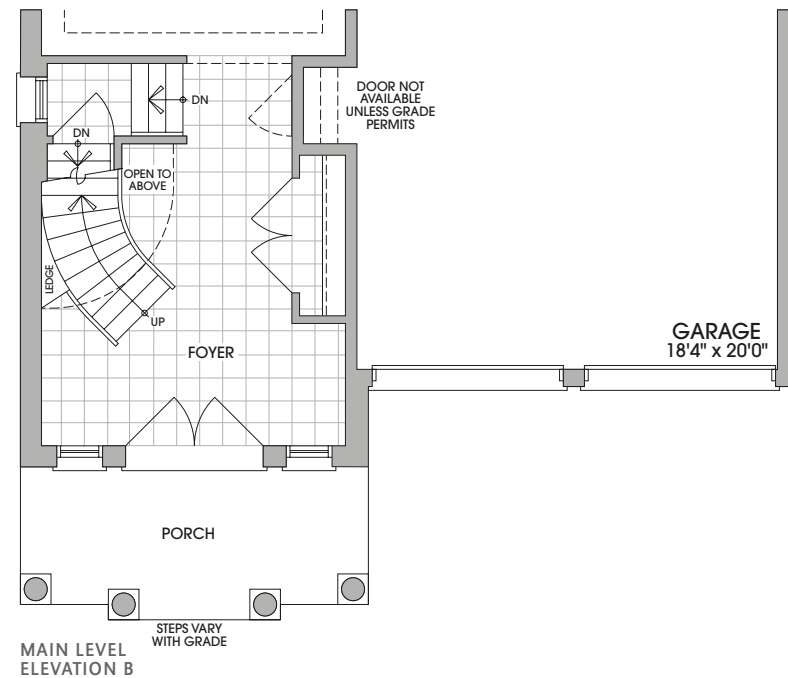 DN
DOOR NOT
AVAILABLE
UNLESS GRADE
PERMITS
DN
OPEN TO
ABOVE
LEDGE
UP
FOYER
GARAGE
18'4" x 20'0"
PORCH
STEPS VARY
WITH GRADE
MAIN LEVEL
ELEVATION B